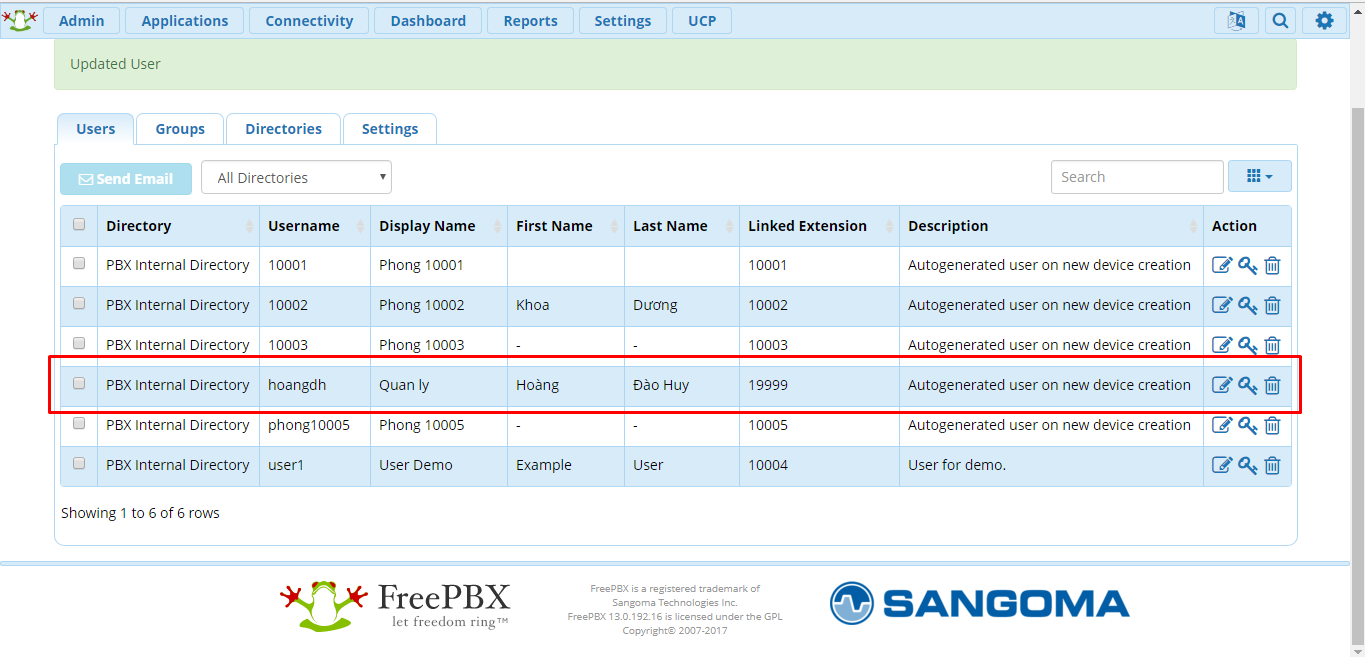 Admin Applications Connectivity Dashboard Reports Settings UCP
Updated User
Users Groups Directories Settings
Send Email All Directories Search
Directory Username Display Name First Name Last Name Linked Extension Description Action
PBX Internal Directory 10001 Phong 10001 10001 Autogenerated user on new device creation
PBX Internal Directory 10002 Phong 10002 Khoa Dương 10002 Autogenerated user on new device creation
PBX Internal Directory 10003 Phong 10003 - - 10003 Autogenerated user on new device creation
PBX Internal Directory hoangdh Quan ly Hoàng Đào Huy 19999 Autogenerated user on new device creation
PBX Internal Directory phong10005 Phong 10005 - - 10005 Autogenerated user on new device creation
PBX Internal Directory user1 User Demo Example User 10004 User for demo.
Showing 1 to 6 of 6 rows
FreePBX
let freedom ring™
FreePBX is a registered trademark of
Sangoma Technologies Inc.
FreePBX 13.0.192.16 is licensed under the GPL
Copyright© 2007-2017
SANGOMA